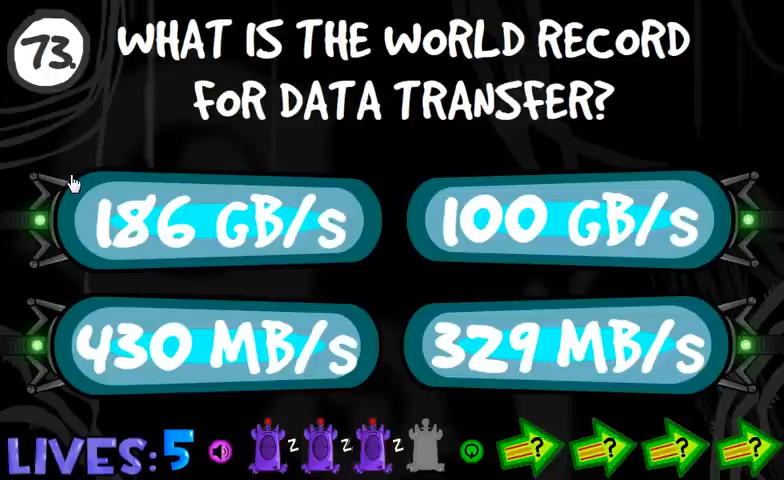 73.
WHAT IS THE WORLD RECORD
FOR DATA TRANSFER?
186 GB/s
100 GB/s
430 MB/s
329 MB/s
LIVES: 5
z z z
? ? ? ?